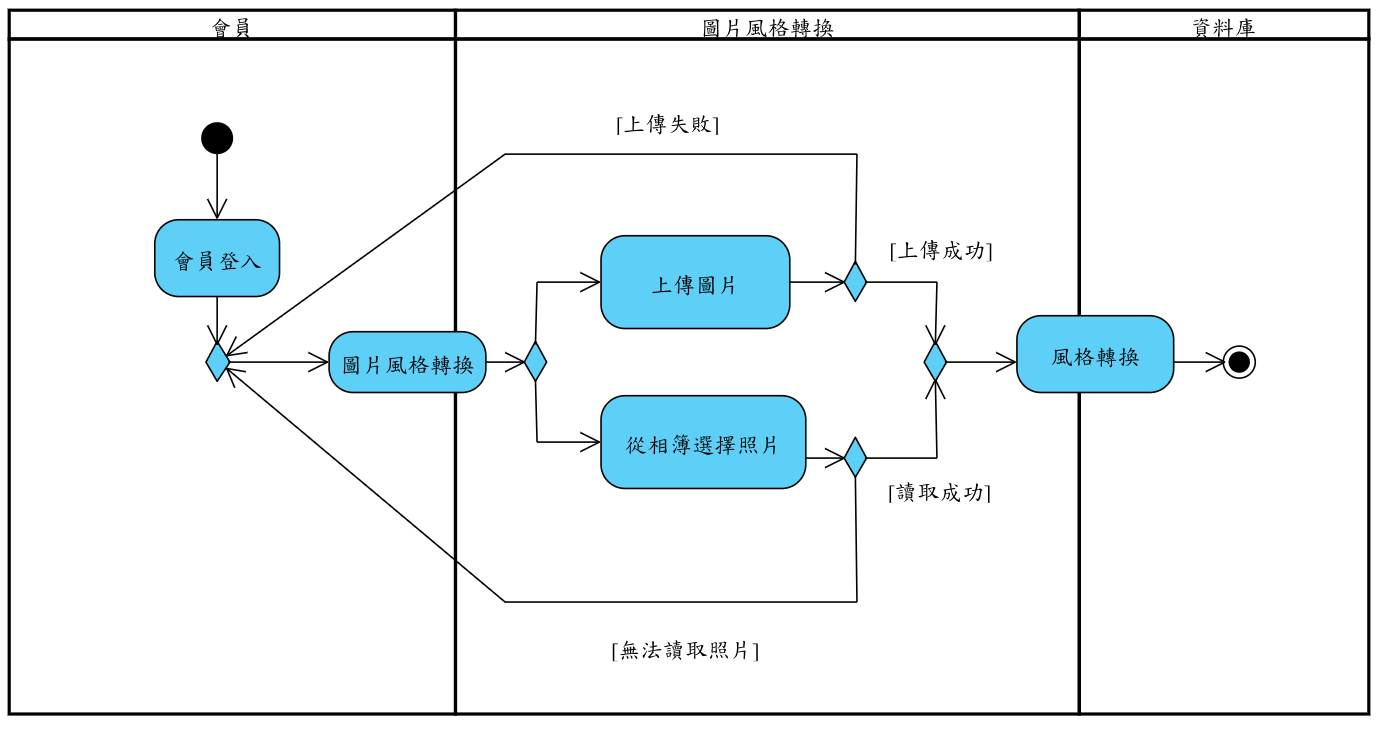 會員
圖片風格轉換
資料庫
[上傳失敗]
會員登入
[上傳成功]
上傳圖片
圖片風格轉換
風格轉換
從相簿選擇照片
[讀取成功]
[無法讀取照片]